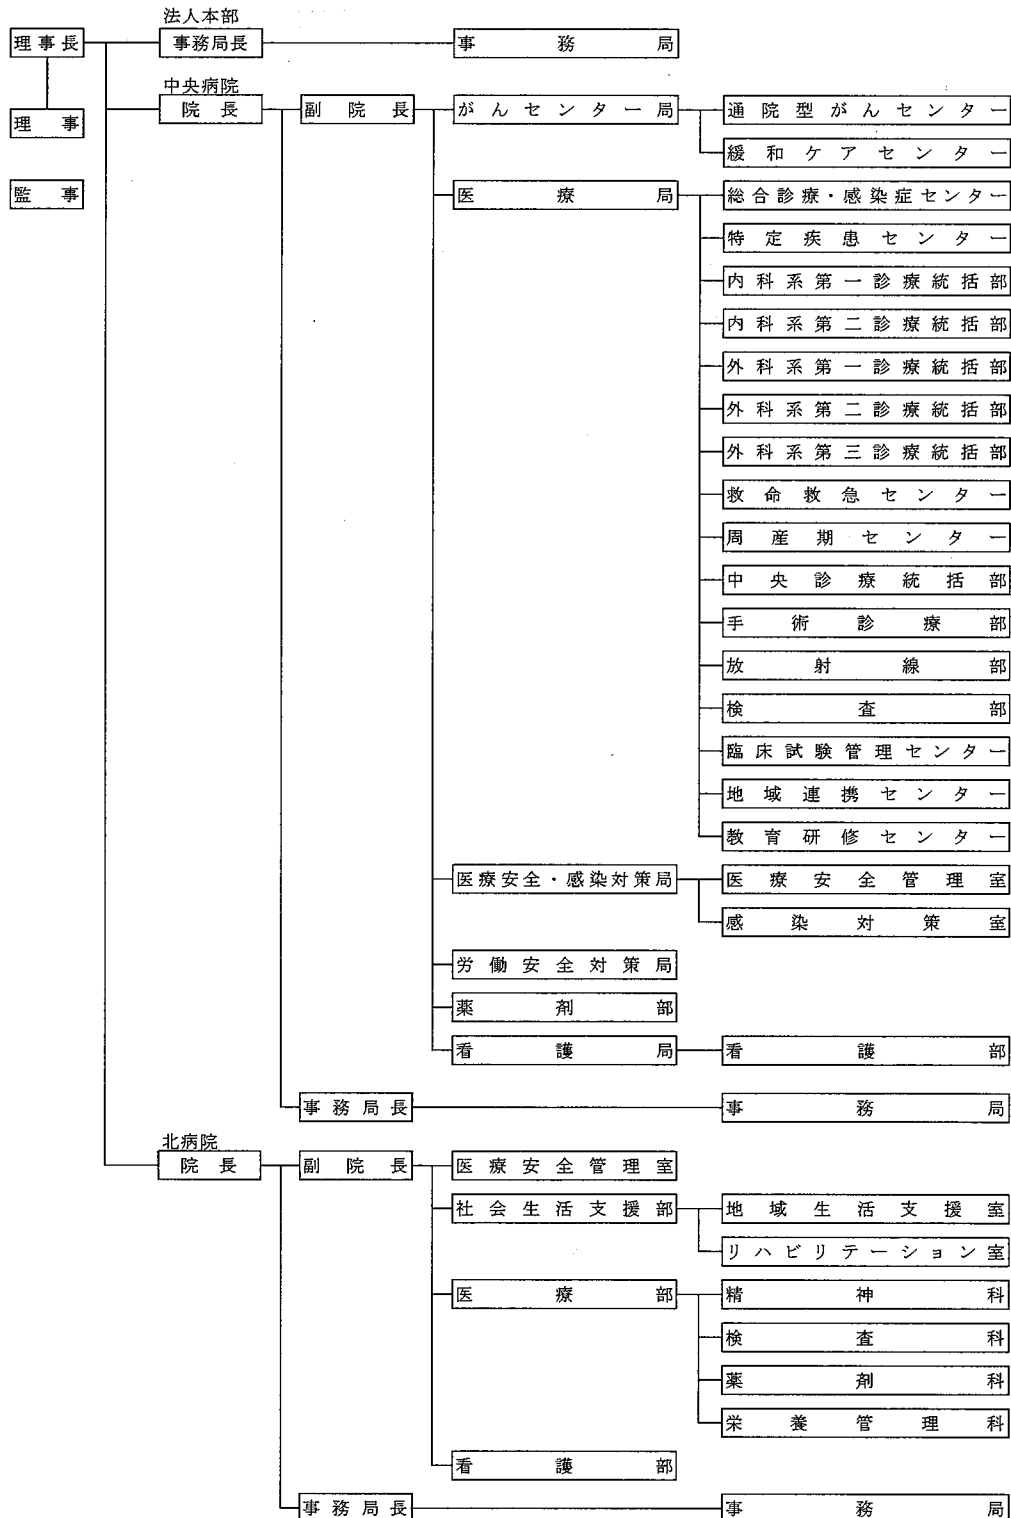 法人本部
理事長 事務局長 事務局
中央病院
理事 院長 副院長 がんセンター局 通院型がんセンター
緩和ケアセンター
監事 医療局 総合診療・感染症センター
特定疾患センター
内科系第一診療統括部
内科系第二診療統括部
外科系第一診療統括部
外科系第二診療統括部
外科系第三診療統括部
救命救急センター
周産期センター
中央診療統括部
手術診療部
放射線部
検査部
臨床試験管理センター
地域連携センター
教育研修センター
医療安全・感染対策局 医療安全管理室
感染対策室
労働安全対策局
薬剤部
看護局 看護部
事務局長 事務局
北病院
院長 副院長 医療安全管理室
社会生活支援部 地域生活支援室
リハビリテーション室
医療部 精神科
検査科
薬剤科
栄養管理科
看護部
事務局長 事務局